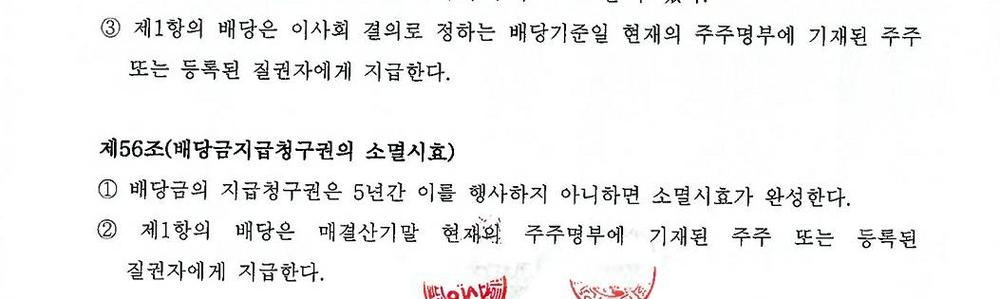 ③ 제1항의 배당은 이사회 결의로 정하는 배당기준일 현재의 주주명부에 기재된 주주
또는 등록된 질권자에게 지급한다.
제56조(배당금지급청구권의 소멸시효)
① 배당금의 지급청구권은 5년간 이를 행사하지 아니하면 소멸시효가 완성한다.
② 제1항의 배당은 매결산기말 현재의 주주명부에 기재된 주주 또는 등록된
질권자에게 지급한다.